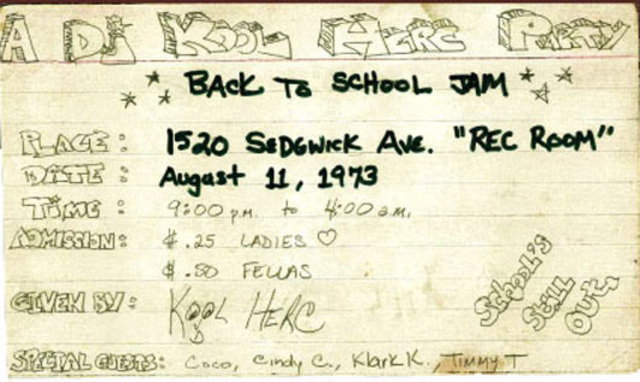 A DJ KOOL HERC PARTY
BACK TO SCHOOL JAM
PLACE: 1520 SEDGWICK AVE. "REC ROOM"
DATE: August 11, 1973
TIME: 9:00 p.m. to 4:00 a.m.
ADMISSION: $.25 LADIES ♡
$.50 FELLAS
GIVEN BY: KOOL HERC
SPECIAL GUESTS: Coco, Cindy C., Klark K., Timmy T
SCHOOL'S
STILL
OUT,